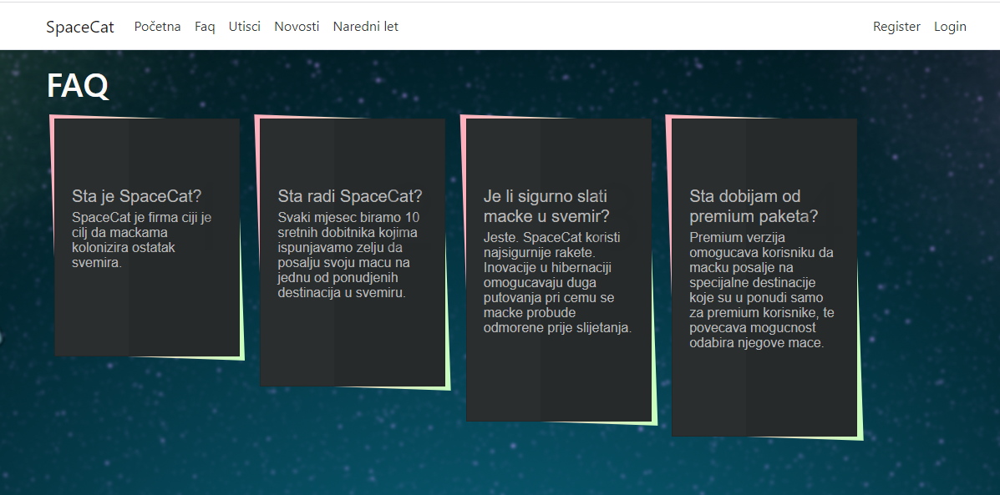 SpaceCat Početna Faq Utisci Novosti Naredni let Register Login
FAQ
Sta je SpaceCat?
SpaceCat je firma ciji je
cilj da mackama
kolonizira ostatak
svemira.
Sta radi SpaceCat?
Svaki mjesec biramo 10
sretnih dobitnika kojima
ispunjavamo zelju da
posalju svoju macu na
jednu od ponudjenih
destinacija u svemiru.
Je li sigurno slati
macke u svemir?
Jeste. SpaceCat koristi
najsigurnije rakete.
Inovacije u hibernaciji
omogucavaju duga
putovanja pri cemu se
macke probude
odmorene prije slijetanja.
Sta dobijam od
premium paketa?
Premium verzija
omogucava korisniku da
macku posalje na
specijalne destinacije
koje su u ponudi samo
za premium korisnike, te
povecava mogucnost
odabira njegove mace.